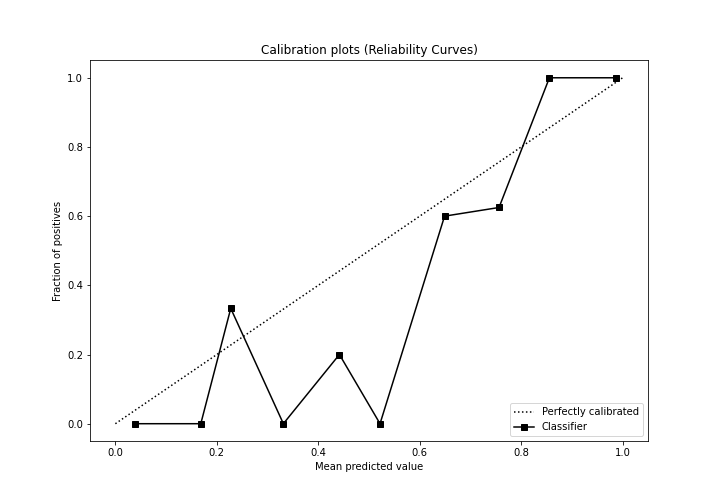 Calibration plots (Reliability Curves)
Fraction of positives
1.0
0.8
0.6
0.4
0.2
0.0
Perfectly calibrated
Classifier
0.0 0.2 0.4 0.6 0.8 1.0
Mean predicted value